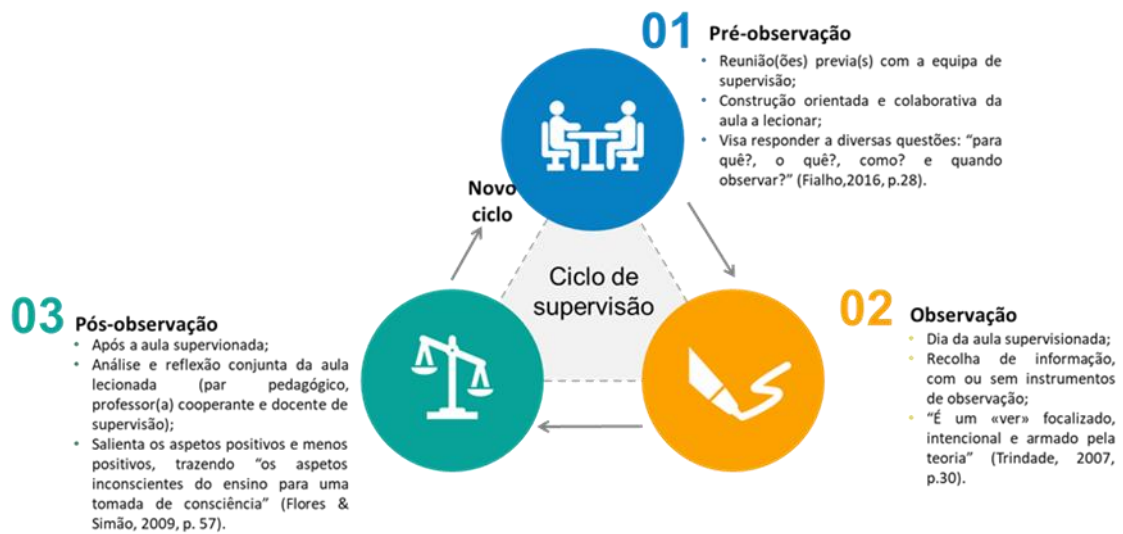 01 Pré-observação
• Reunião(ões) previa(s) com a equipa de
supervisão;
• Construção orientada e colaborativa da
aula a lecionar;
• Visa responder a diversas questões: “para
quê?, o quê?, como? e quando
observar?” (Fialho,2016, p.28).
Novo
ciclo
Ciclo de
supervisão
02 Observação
• Dia da aula supervisionada;
• Recolha de informação,
com ou sem instrumentos
de observação;
• “É um «ver» focalizado,
intencional e armado pela
teoria” (Trindade, 2007,
p.30).
03 Pós-observação
• Após a aula supervionada;
• Análise e reflexão conjunta da aula
lecionada (par pedagógico,
professor(a) cooperante e docente de
supervisão);
• Salienta os aspetos positivos e menos
positivos, trazendo “os aspetos
inconscientes do ensino para uma
tomada de consciência” (Flores &
Simão, 2009, p. 57).